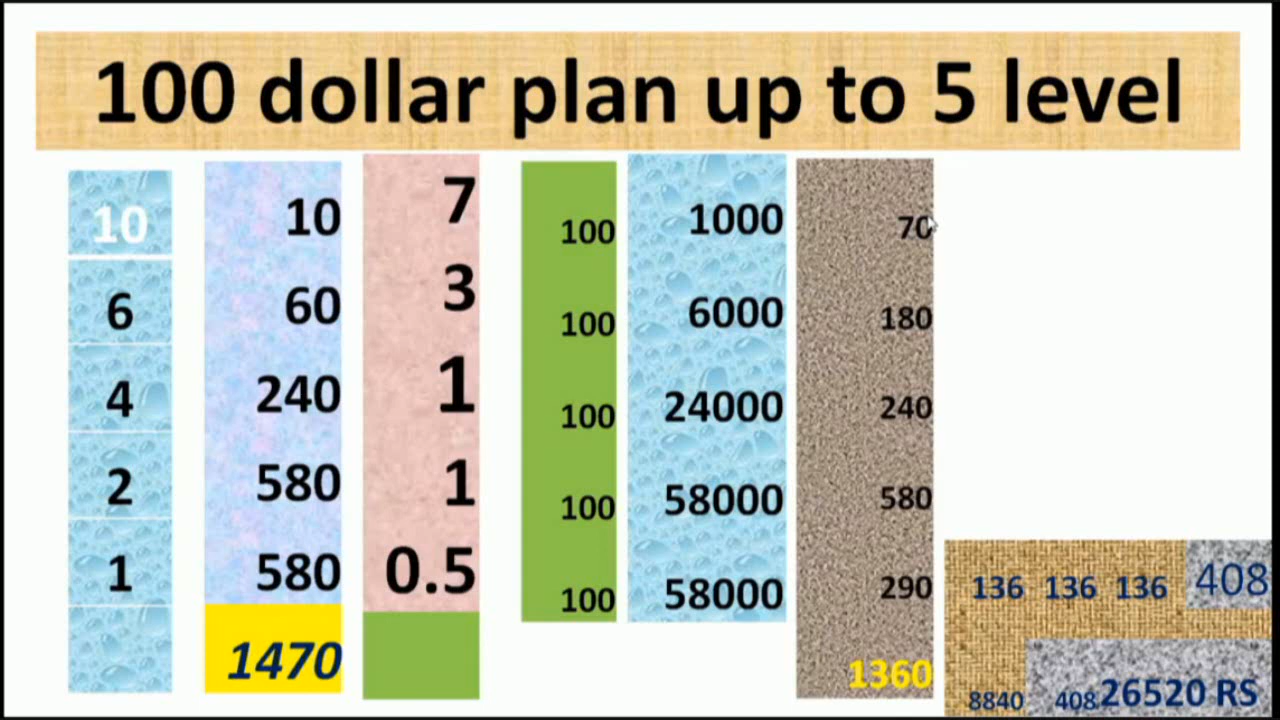 100 dollar plan up to 5 level
10 10 7 100 1000 70
6 60 3 100 6000 180
4 240 1 100 24000 240
2 580 1 100 58000 580
1 580 0.5 100 58000 290
136 136 136 408
1470 1360
8840 408 26520 RS